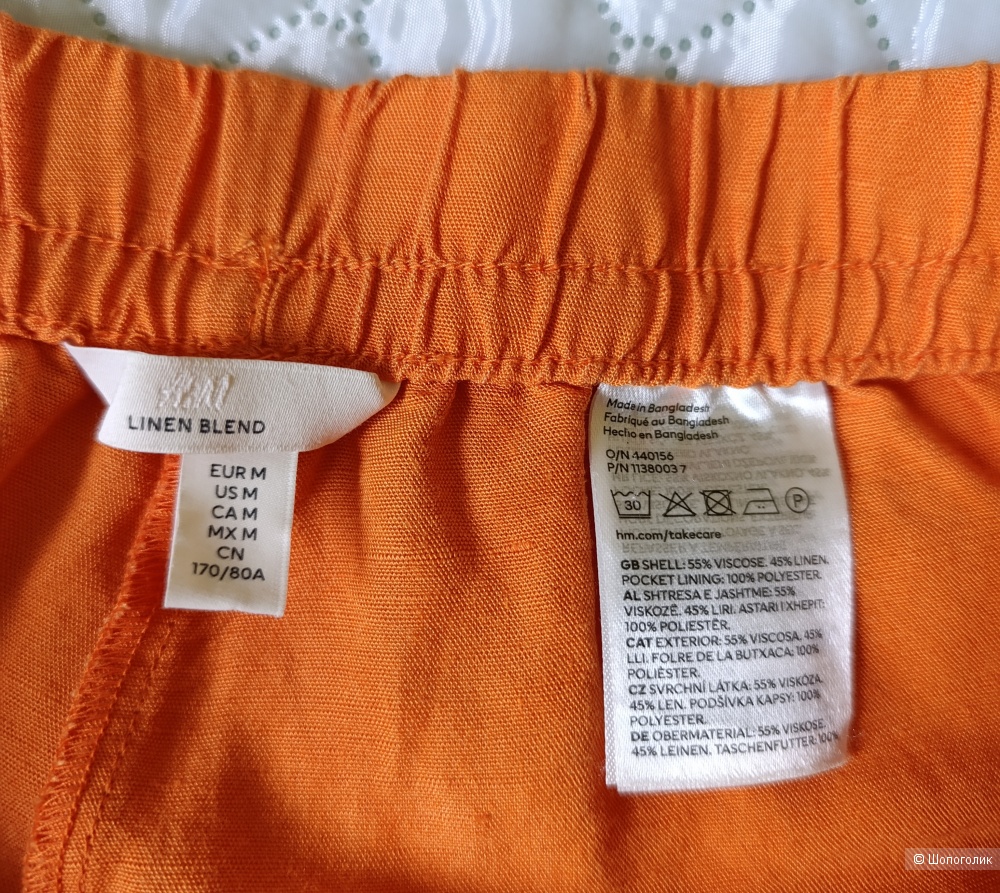 H&M
LINEN BLEND
EUR M
US M
CA M
MX M
CN
170/80A
Made in Bangladesh
Fabriqué au Bangladesh
Hecho en Bangladesh
O/N 440156
P/N 1138003 7
30
P
hm.com/takecare
GB SHELL: 55% VISCOSE. 45% LINEN.
POCKET LINING: 100% POLYESTER.
AL SHTRESA E JASHTME: 55%
VISKOZË. 45% LIRI. ASTARI I XHEPIT:
100% POLIESTËR.
CAT EXTERIOR: 55% VISCOSA. 45%
LLI. FOLRE DE LA BUTXACA: 100%
POLIÈSTER.
CZ SVRCHNÍ LÁTKA: 55% VISKÓZA.
45% LEN. PODŠÍVKA KAPSY: 100%
POLYESTER.
DE OBERMATERIAL: 55% VISKOSE.
45% LEINEN. TASCHENFUTTER: 100%
© Шопоголик